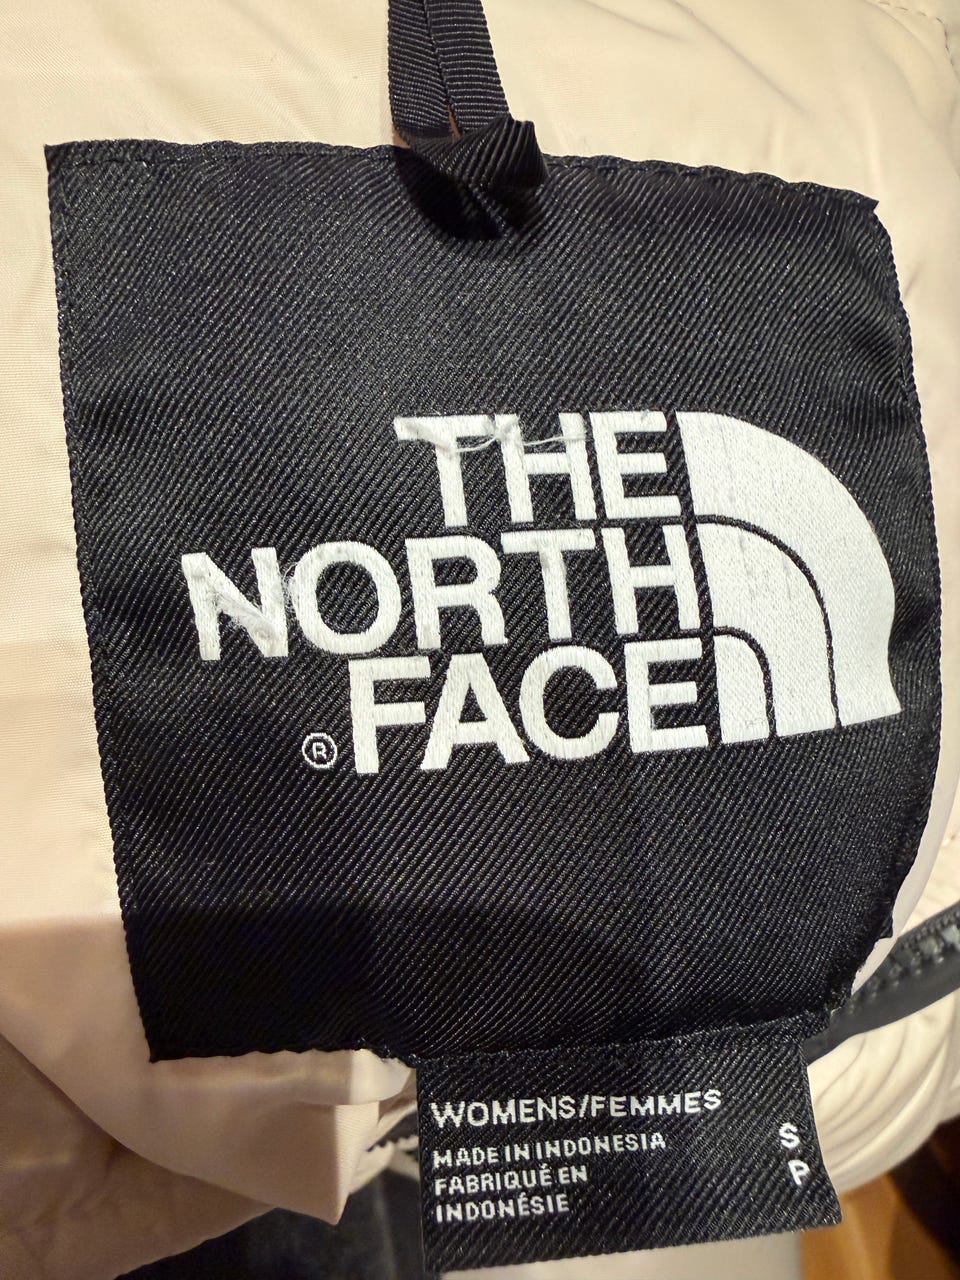 THE
NORTH
FACE
®
WOMENS/FEMMES
MADE IN INDONESIA
FABRIQUÉ EN
INDONÉSIE
S
P